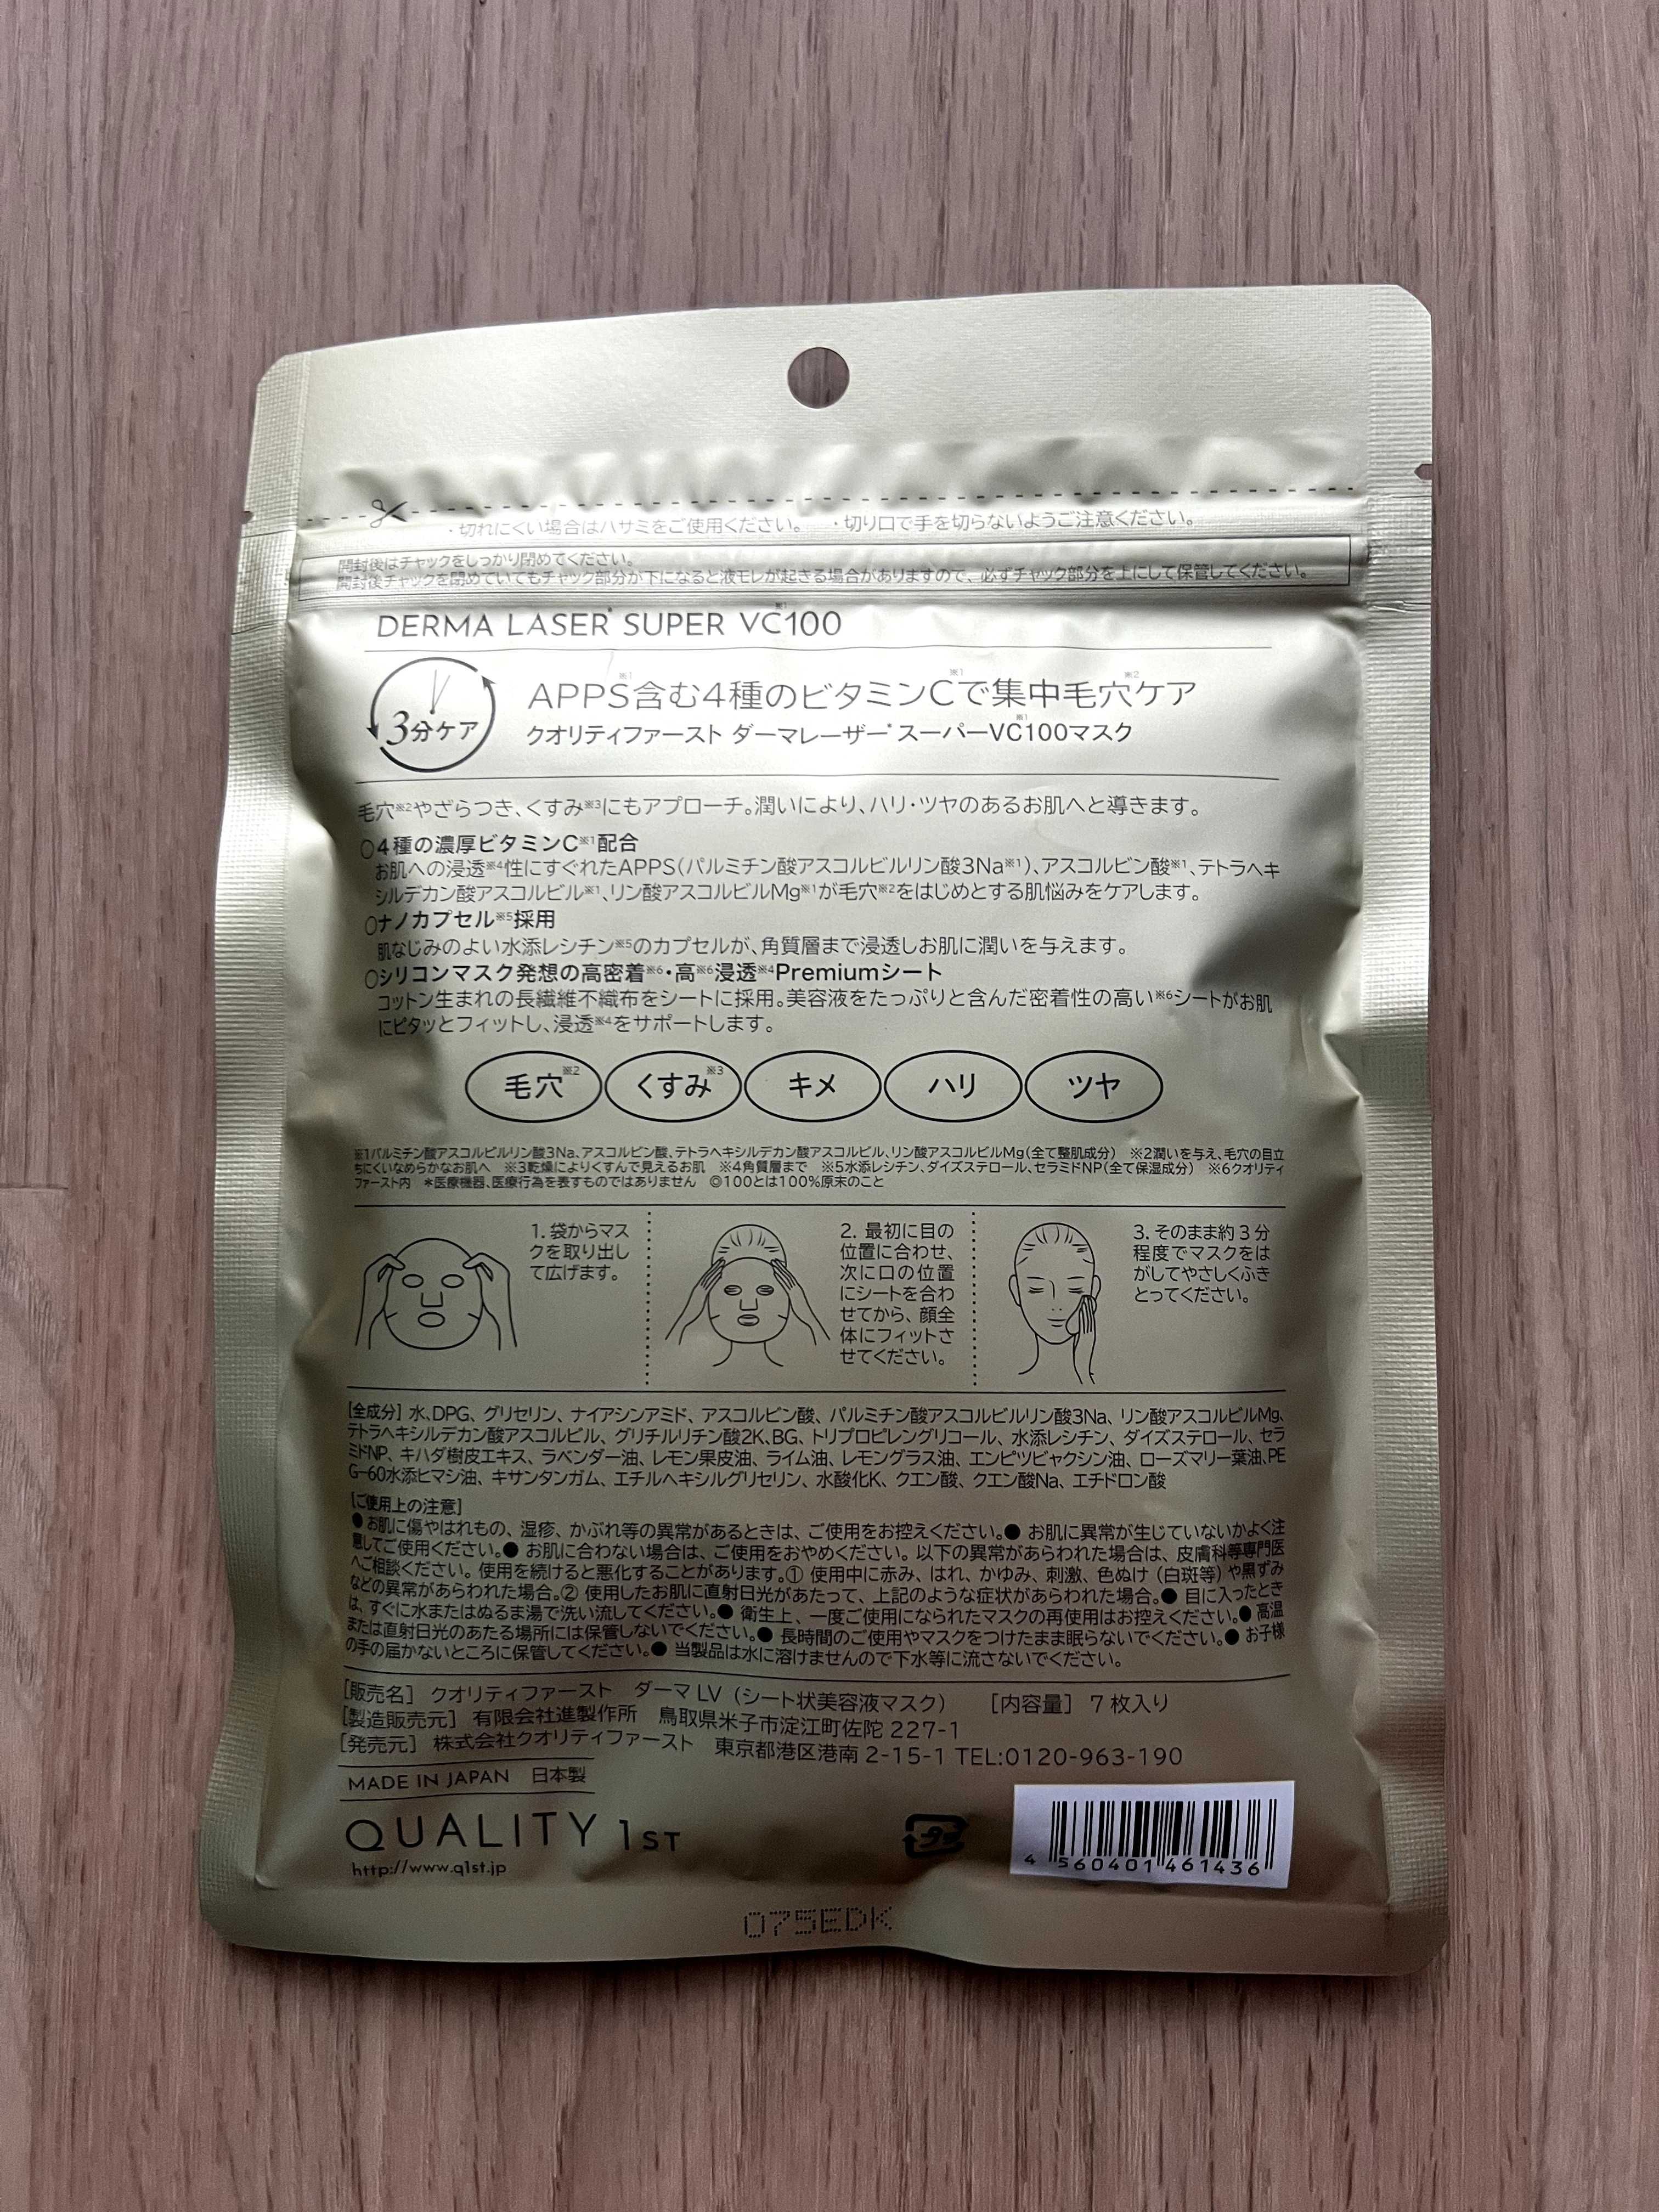 ・切れにくい場合はハサミをご使用ください。 ・切り口で手を切らないようご注意ください。
開封後はチャックをしっかり閉めてください。
開封後チャックを閉めていてもチャック部分が下になると液モレが起きる場合がありますので、必ずチャック部分を上にして保管してください。
DERMA LASER* SUPER VC※1100
3分ケア
APPS※1含む4種のビタミンC※1で集中毛穴※2ケア
クオリティファースト ダーマレーザー*スーパーVC※1100マスク
毛穴※2やざらつき、くすみ※3にもアプローチ。潤いにより、ハリ・ツヤのあるお肌へと導きます。
○4種の濃厚ビタミンC※1配合
お肌への浸透※4性にすぐれたAPPS(パルミチン酸アスコルビルリン酸3Na※1)、アスコルビン酸※1、テトラヘキ
シルデカン酸アスコルビル※1、リン酸アスコルビルMg※1が毛穴※2をはじめとする肌悩みをケアします。
○ナノカプセル※5採用
肌なじみのよい水添レシチン※5のカプセルが、角質層まで浸透しお肌に潤いを与えます。
○シリコンマスク発想の高密着※6・高※6浸透※4Premiumシート
コットン生まれの長繊維不織布をシートに採用。美容液をたっぷりと含んだ密着性の高い※6シートがお肌
にピタッとフィットし、浸透※4をサポートします。
毛穴※2 くすみ※3 キメ ハリ ツヤ
※1パルミチン酸アスコルビルリン酸3Na、アスコルビン酸、テトラヘキシルデカン酸アスコルビル、リン酸アスコルビルMg(全て整肌成分) ※2潤いを与え、毛穴の目立
ちにくいなめらかなお肌へ ※3乾燥によりくすんで見えるお肌 ※4角質層まで ※5水添レシチン、ダイズステロール、セラミドNP(全て保湿成分) ※6クオリティ
ファースト内 *医療機器、医療行為を表すものではありません ◎100とは100%原末のこと
1. 袋からマス
クを取り出し
て広げます。
2. 最初に目の
位置に合わせ、
次に口の位置
にシートを合わ
せてから、顔全
体にフィットさ
せてください。
3. そのまま約3分
程度でマスクをは
がしてやさしくふき
とってください。
[全成分] 水、DPG、グリセリン、ナイアシンアミド、アスコルビン酸、パルミチン酸アスコルビルリン酸3Na、リン酸アスコルビルMg、
テトラヘキシルデカン酸アスコルビル、グリチルリチン酸2K、BG、トリプロピレングリコール、水添レシチン、ダイズステロール、セラ
ミドNP、キハダ樹皮エキス、ラベンダー油、レモン果皮油、ライム油、レモングラス油、エンピツビャクシン油、ローズマリー葉油、PE
G-60水添ヒマシ油、キサンタンガム、エチルヘキシルグリセリン、水酸化K、クエン酸、クエン酸Na、エチドロン酸
[ご使用上の注意]
●お肌に傷やはれもの、湿疹、かぶれ等の異常があるときは、ご使用をお控えください。●お肌に異常が生じていないかよく注
意してご使用ください。●お肌に合わない場合は、ご使用をおやめください。以下の異常があらわれた場合は、皮膚科等専門医
へご相談ください。使用を続けると悪化することがあります。①使用中に赤み、はれ、かゆみ、刺激、色ぬけ(白斑等)や黒ずみ
などの異常があらわれた場合。②使用したお肌に直射日光があたって、上記のような症状があらわれた場合。●目に入ったとき
は、すぐに水またはぬるま湯で洗い流してください。●衛生上、一度ご使用になられたマスクの再使用はお控えください。●高温
または直射日光のあたる場所には保管しないでください。●長時間のご使用やマスクをつけたまま眠らないでください。●お子様
の手の届かないところに保管してください。●当製品は水に溶けませんので下水等に流さないでください。
[販売名] クオリティファースト ダーマLV(シート状美容液マスク) [内容量] 7枚入り
[製造販売元] 有限会社進製作所 鳥取県米子市淀江町佐陀227-1
[発売元] 株式会社クオリティファースト 東京都港区港南2-15-1 TEL:0120-963-190
MADE IN JAPAN 日本製
QUALITY 1ST
http://www.q1st.jp
プラ
4 560401 461436
075EDK